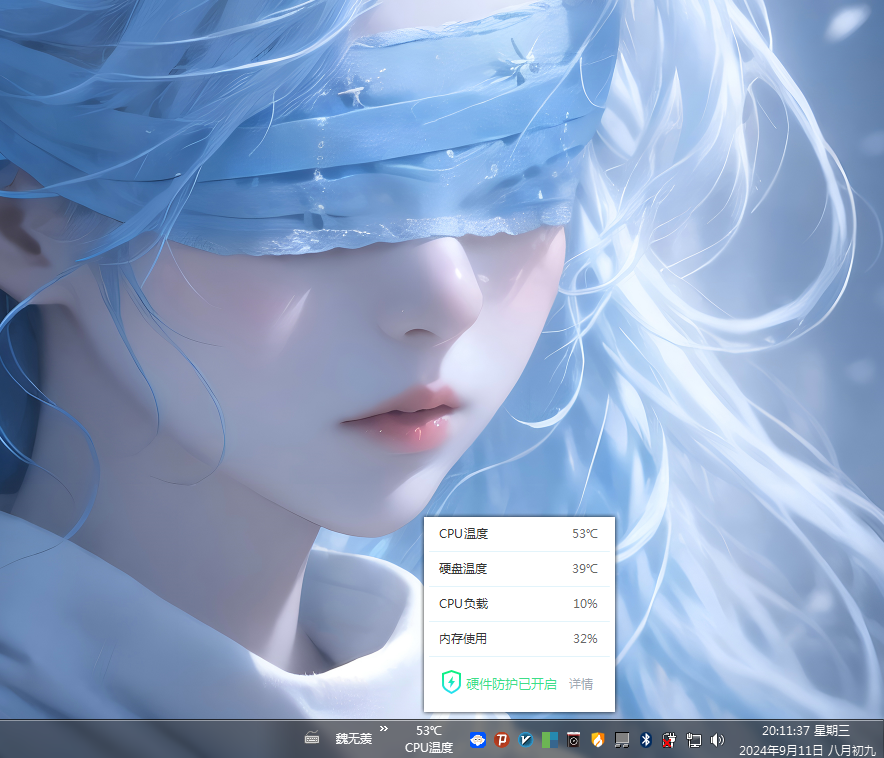 CPU温度 53℃
硬盘温度 39℃
CPU负载 10%
内存使用 32%
硬件防护已开启 详情
魏无羡
53℃
CPU温度
20:11:37 星期三
2024年9月11日 八月初九